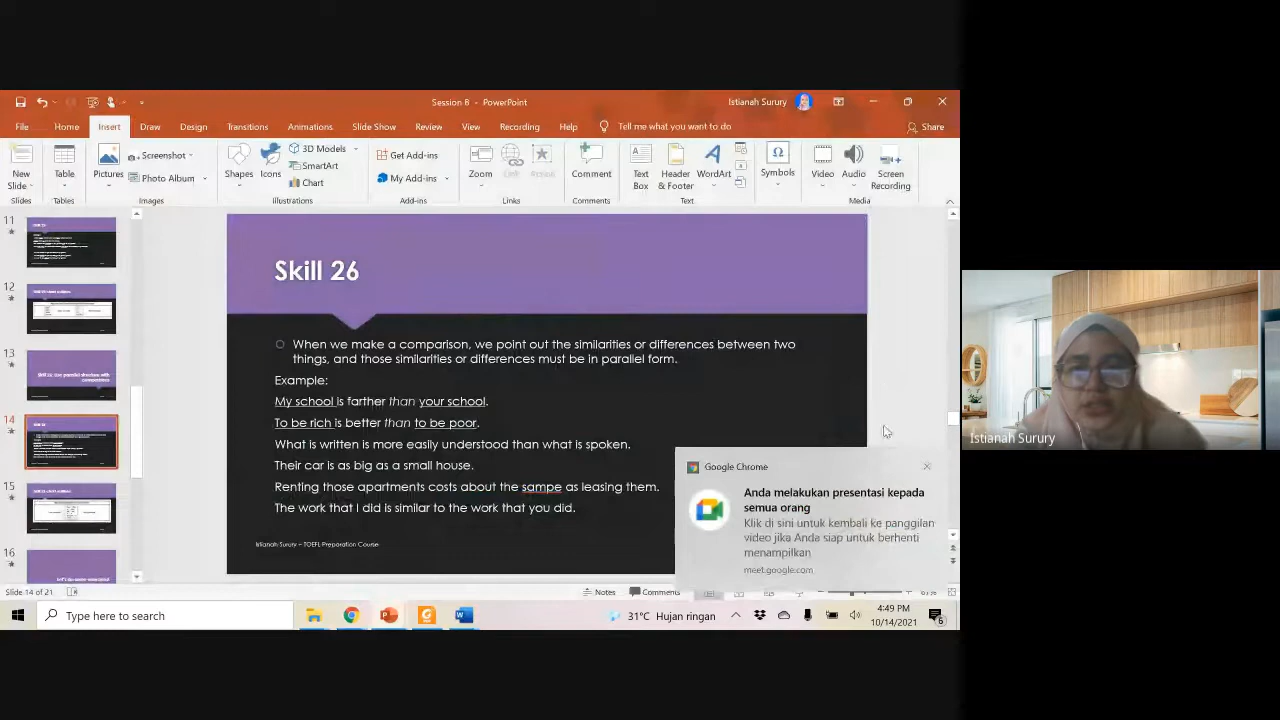 Session 8 - PowerPoint
Istianah Surury
File Home Insert Draw Design Transitions Animations Slide Show Review View Recording Help Tell me what you want to do Share
New Slide
Table
Pictures
Screenshot
Photo Album
Shapes
Icons
3D Models
SmartArt
Chart
Get Add-ins
My Add-ins
Zoom
Link
Action
Comment
Text Box
Header & Footer
WordArt
Symbols
Video
Audio
Screen Recording
Slides Tables Images Illustrations Add-ins Links Comments Text Media
11
12
13
14
15
16
Skill 26
When we make a comparison, we point out the similarities or differences between two
things, and those similarities or differences must be in parallel form.
Example:
My school is farther than your school.
To be rich is better than to be poor.
What is written is more easily understood than what is spoken.
Their car is as big as a small house.
Renting those apartments costs about the sampe as leasing them.
The work that I did is similar to the work that you did.
Istianah Surury – TOEFL Preparation Course
Google Chrome
Anda melakukan presentasi kepada
semua orang
Klik di sini untuk kembali ke panggilan
video jika Anda siap untuk berhenti
menampilkan
meet.google.com
Istianah Surury
Slide 14 of 21
Notes
Comments
Type here to search
31°C Hujan ringan
4:49 PM
10/14/2021